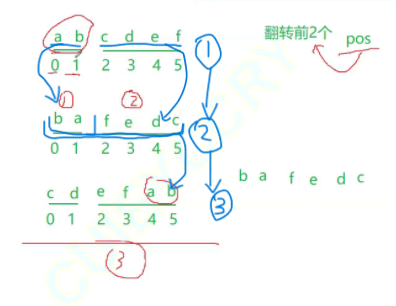 a b c d e f
0 1 2 3 4 5
①
翻转前2个 pos
① ②
b a f e d c
0 1 2 3 4 5
②
b a f e d c
c d e f a b
0 1 2 3 4 5
③
③